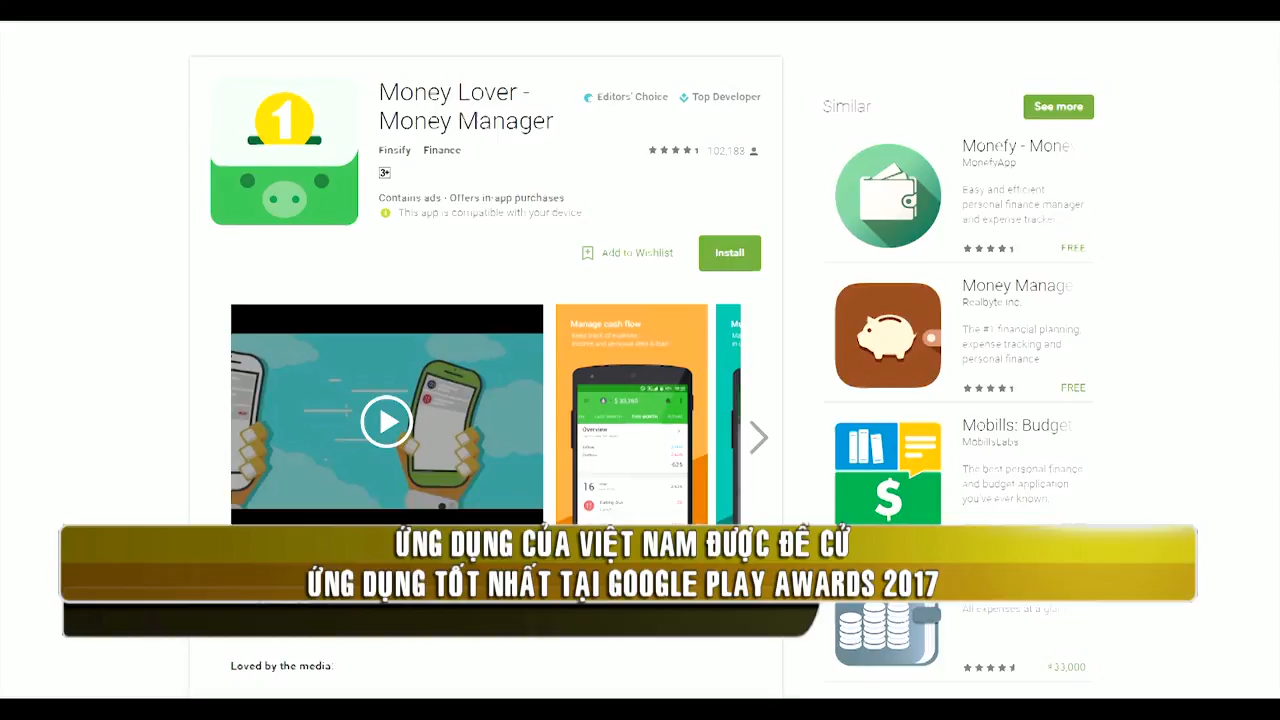 Money Lover -
Money Manager
Editors' Choice
Top Developer
Finsify Finance
102,183
3+
Contains ads · Offers in-app purchases
This app is compatible with your device.
Add to Wishlist
Install
Manage cash flow
Overview
16
Loved by the media:
Similar
See more
Monefy - Mone
MonefyApp
Easy and efficient
personal finance manager
and expense tracker.
FREE
Money Manage
Realbyte Inc.
The #1 financial planning,
expense tracking and
personal finance
FREE
Mobills: Budget
MobillsLabs
The best personal finance
and budget application
you've ever known.
All expenses at a gla
₫33,000
ỨNG DỤNG CỦA VIỆT NAM ĐƯỢC ĐỀ CỬ
ỨNG DỤNG TỐT NHẤT TẠI GOOGLE PLAY AWARDS 2017